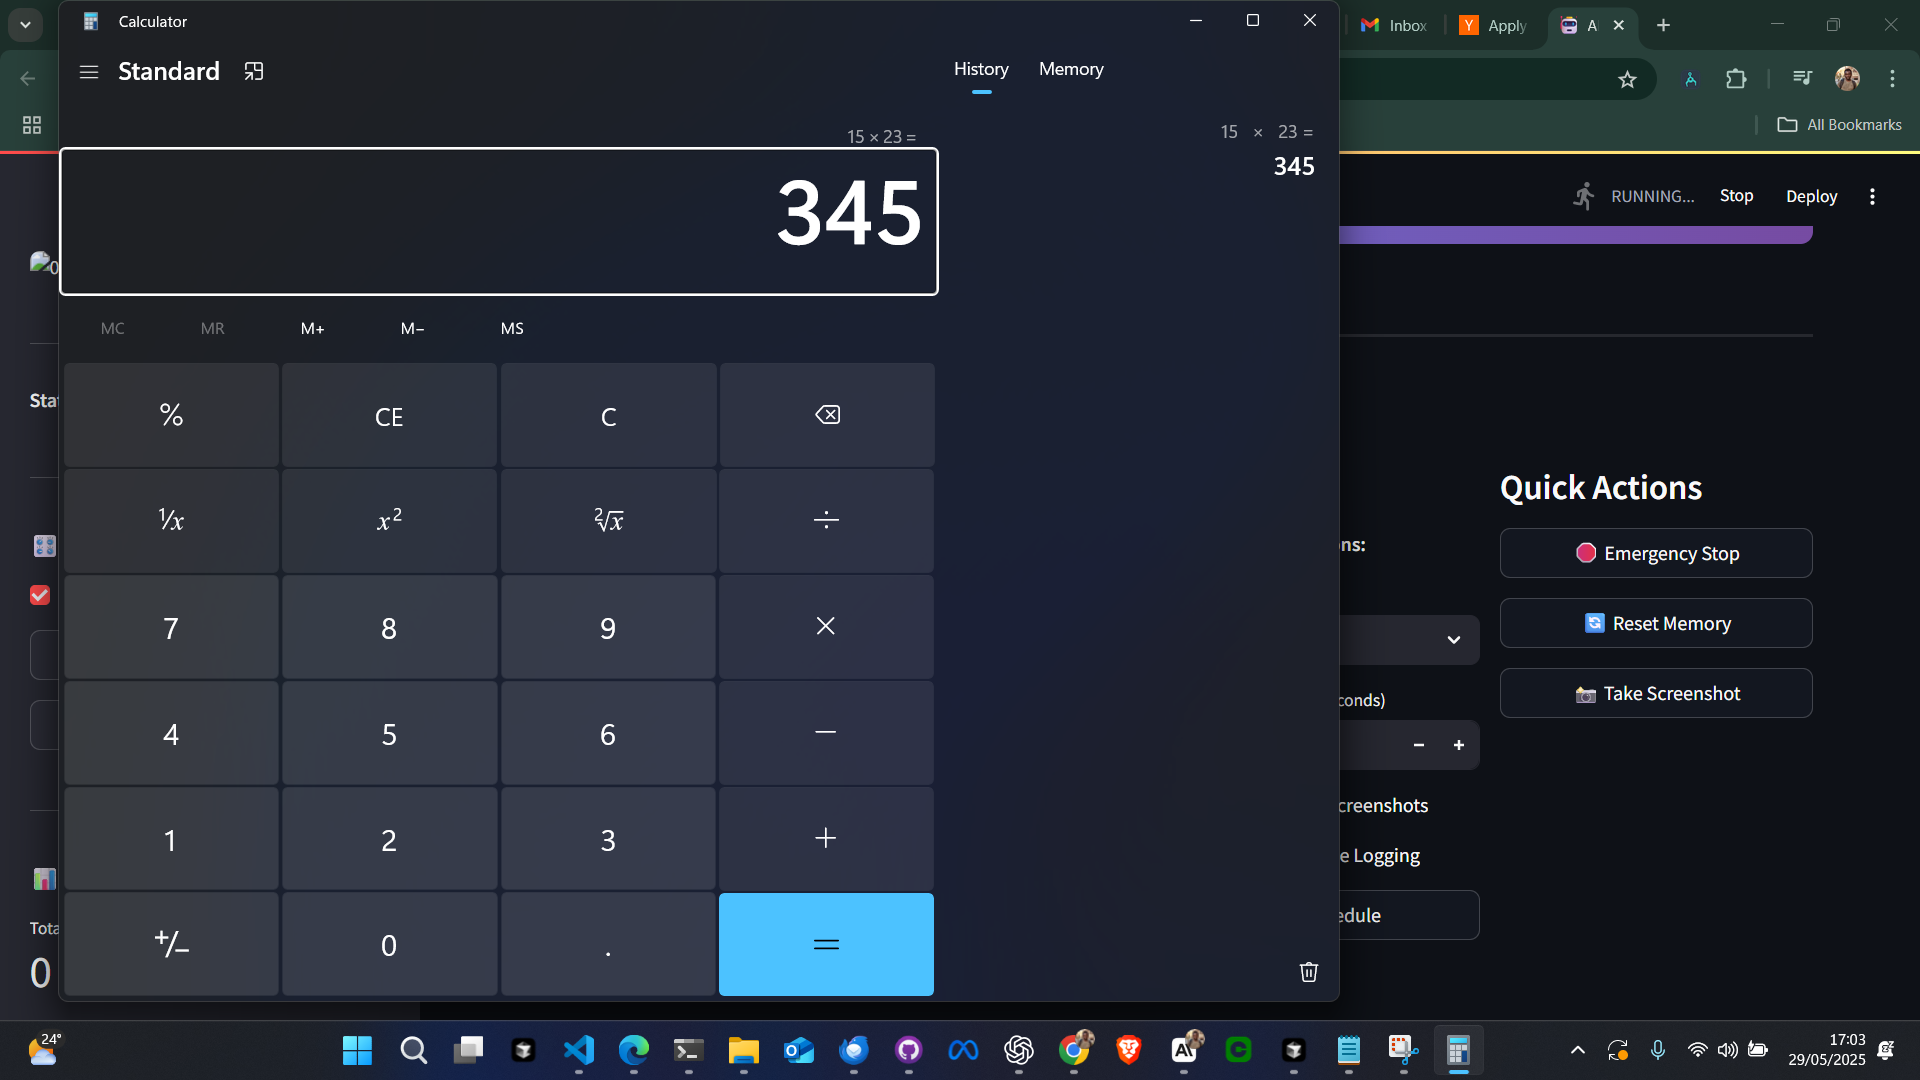 Calculator
Inbox
Apply
A
Standard
History
Memory
All Bookmarks
15 × 23 =
345
15 × 23 =
345
RUNNING...
Stop
Deploy
MC
MR
M+
M−
MS
%
CE
C
⅟x
x²
²√x
÷
7
8
9
×
4
5
6
−
1
2
3
+
+/−
0
.
=
Quick Actions
Emergency Stop
Reset Memory
Take Screenshot
ns:
conds)
−
+
creenshots
e Logging
edule
Sta
Tota
0
24°
17:03
29/05/2025